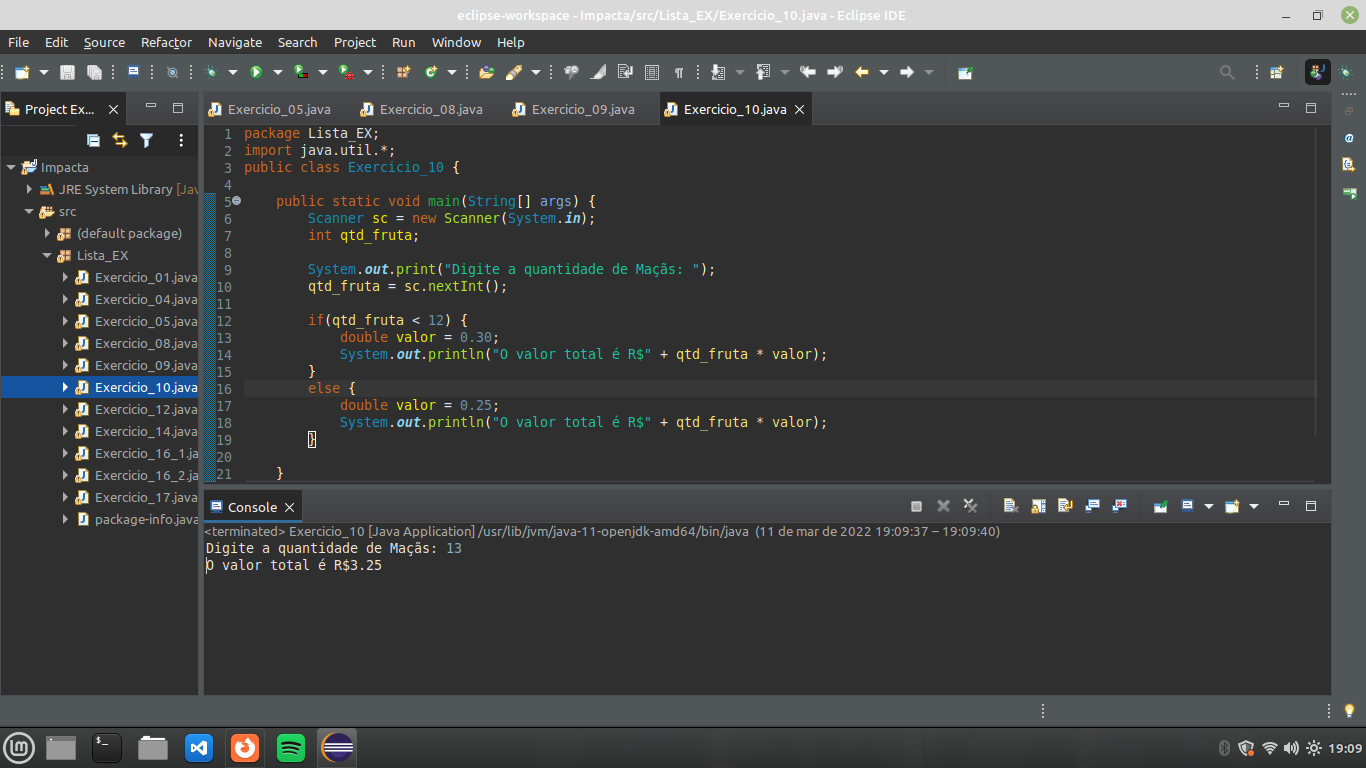 eclipse-workspace - Impacta/src/Lista_EX/Exercicio_10.java - Eclipse IDE
File Edit Source Refactor Navigate Search Project Run Window Help
Project Ex...
Impacta
JRE System Library [Jav
src
(default package)
Lista_EX
Exercicio_01.java
Exercicio_04.java
Exercicio_05.java
Exercicio_08.java
Exercicio_09.java
Exercicio_10.java
Exercicio_12.java
Exercicio_14.java
Exercicio_16_1.ja
Exercicio_16_2.ja
Exercicio_17.java
package-info.java
Exercicio_05.java Exercicio_08.java Exercicio_09.java Exercicio_10.java
1 package Lista_EX;
2 import java.util.*;
3 public class Exercicio_10 {
4
5 public static void main(String[] args) {
6 Scanner sc = new Scanner(System.in);
7 int qtd_fruta;
8
9 System.out.print("Digite a quantidade de Maçãs: ");
10 qtd_fruta = sc.nextInt();
11
12 if(qtd_fruta < 12) {
13 double valor = 0.30;
14 System.out.println("O valor total é R$" + qtd_fruta * valor);
15 }
16 else {
17 double valor = 0.25;
18 System.out.println("O valor total é R$" + qtd_fruta * valor);
19 }
20
21 }
Console
<terminated> Exercicio_10 [Java Application] /usr/lib/jvm/java-11-openjdk-amd64/bin/java (11 de mar de 2022 19:09:37 – 19:09:40)
Digite a quantidade de Maçãs: 13
O valor total é R$3.25
19:09